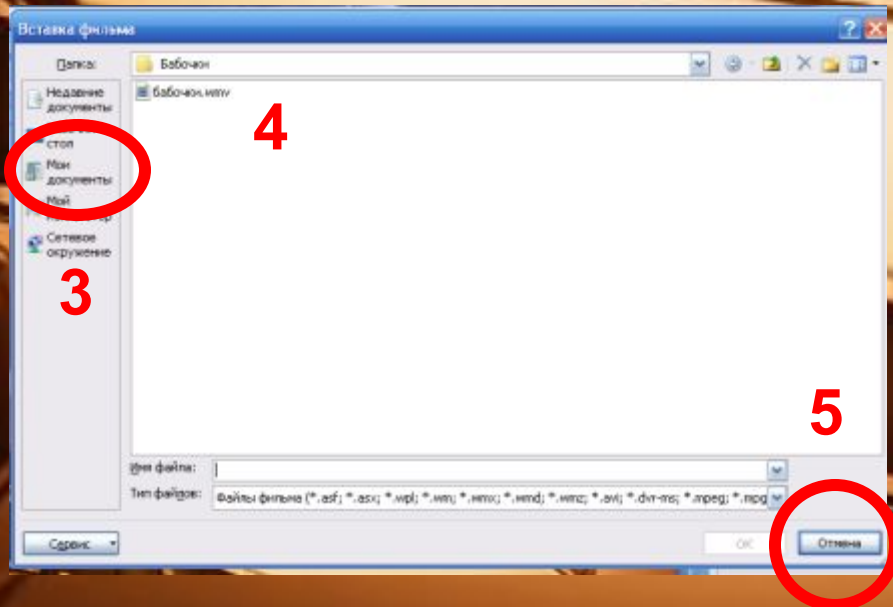 Вставка фильма
Папка:
Бабочки
Недавние
документы
бабочки.wmv
4
стол
Мои
документы
Мой
Сетевое
окружение
3
5
Имя файла:
Тип файлов:
Файлы фильма (*.asf; *.asx; *.wpl; *.wm; *.wmx; *.wmd; *.wmz; *.avi; *.dvr-ms; *.mpeg; *.mpg
Сервис
ОК
Отмена